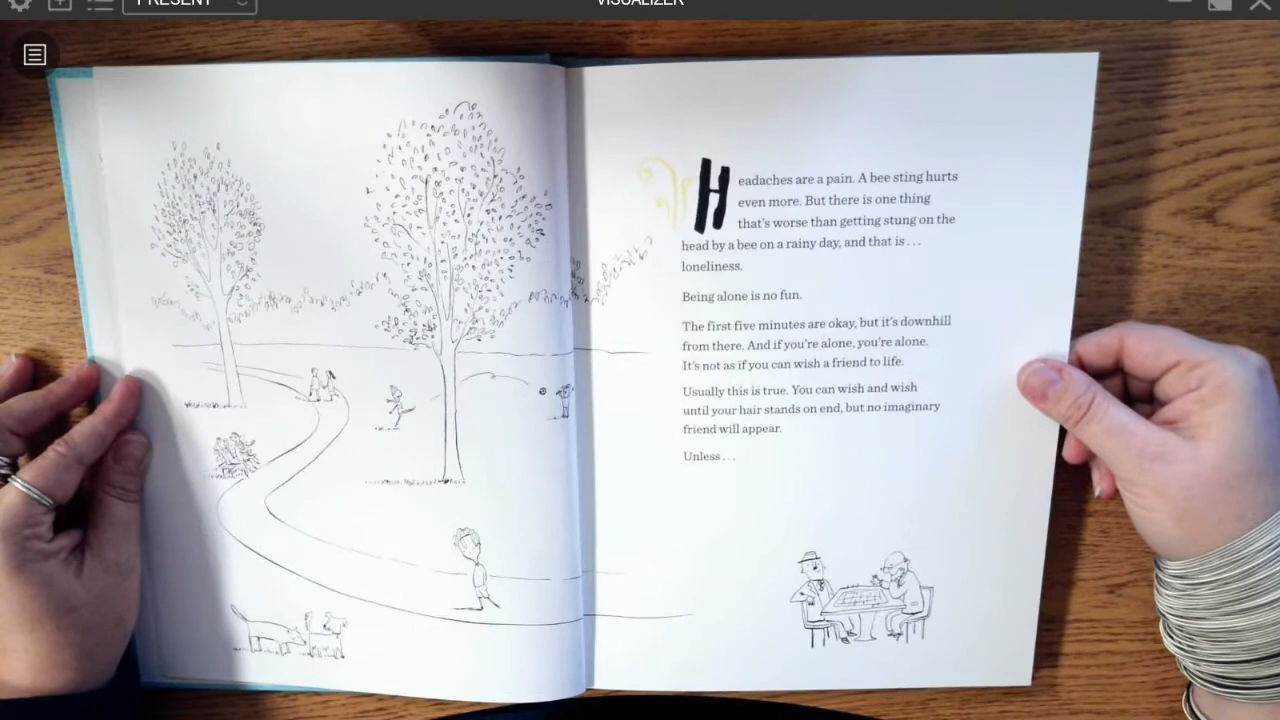 PRESENT
VISUALIZER
Headaches are a pain. A bee sting hurts
even more. But there is one thing
that's worse than getting stung on the
head by a bee on a rainy day, and that is . . .
loneliness.
Being alone is no fun.
The first five minutes are okay, but it's downhill
from there. And if you're alone, you're alone.
It's not as if you can wish a friend to life.
Usually this is true. You can wish and wish
until your hair stands on end, but no imaginary
friend will appear.
Unless . . .